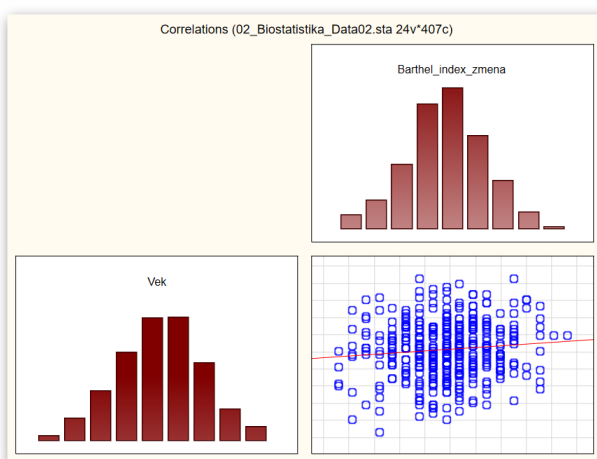 Correlations (02_Biostatistika_Data02.sta 24v*407c)
Barthel_index_zmena
Vek